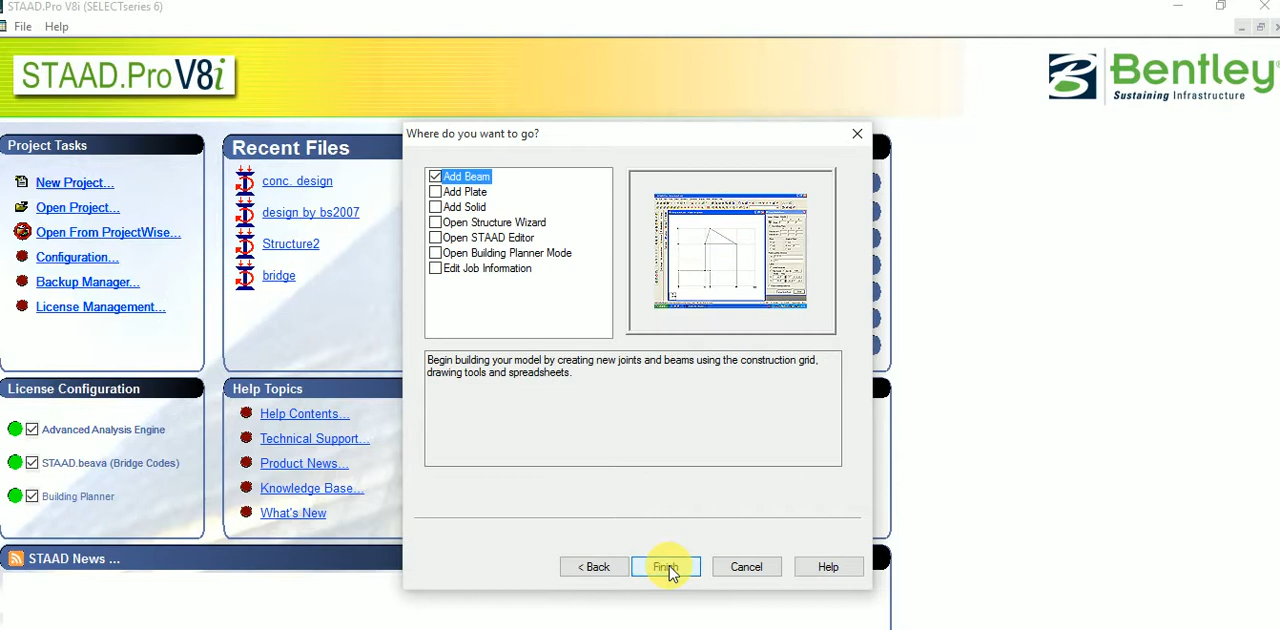 STAAD.Pro V8i (SELECTseries 6)
File Help
STAAD.Pro V8i
Bentley
Sustaining Infrastructure
Project Tasks
New Project...
Open Project...
Open From ProjectWise...
Configuration...
Backup Manager...
License Management...
Recent Files
conc. design
design by bs2007
Structure2
bridge
License Configuration
Advanced Analysis Engine
STAAD.beava (Bridge Codes)
Building Planner
Help Topics
Help Contents...
Technical Support...
Product News...
Knowledge Base...
What's New
STAAD News ...
Where do you want to go?
Add Beam
Add Plate
Add Solid
Open Structure Wizard
Open STAAD Editor
Open Building Planner Mode
Edit Job Information
Begin building your model by creating new joints and beams using the construction grid,
drawing tools and spreadsheets.
< Back Finish Cancel Help